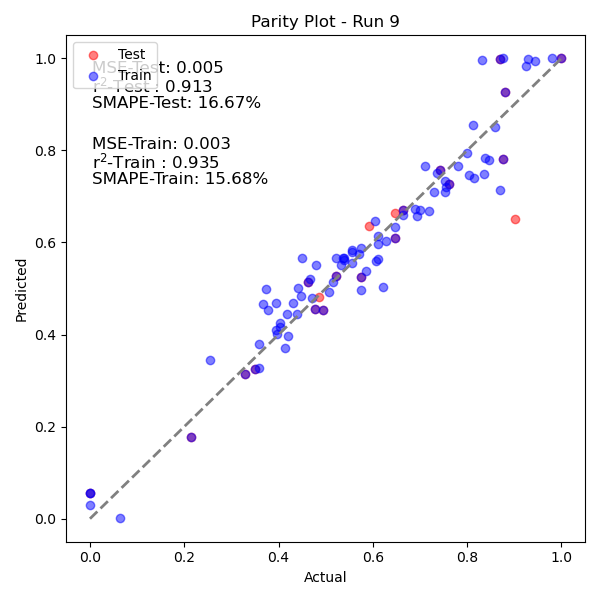 Parity Plot - Run 9
Test
Train
MSE-Test: 0.005
r²-Test : 0.913
SMAPE-Test: 16.67%
MSE-Train: 0.003
r²-Train : 0.935
SMAPE-Train: 15.68%
1.0
0.8
0.6
0.4
0.2
0.0
Predicted
0.0 0.2 0.4 0.6 0.8 1.0
Actual